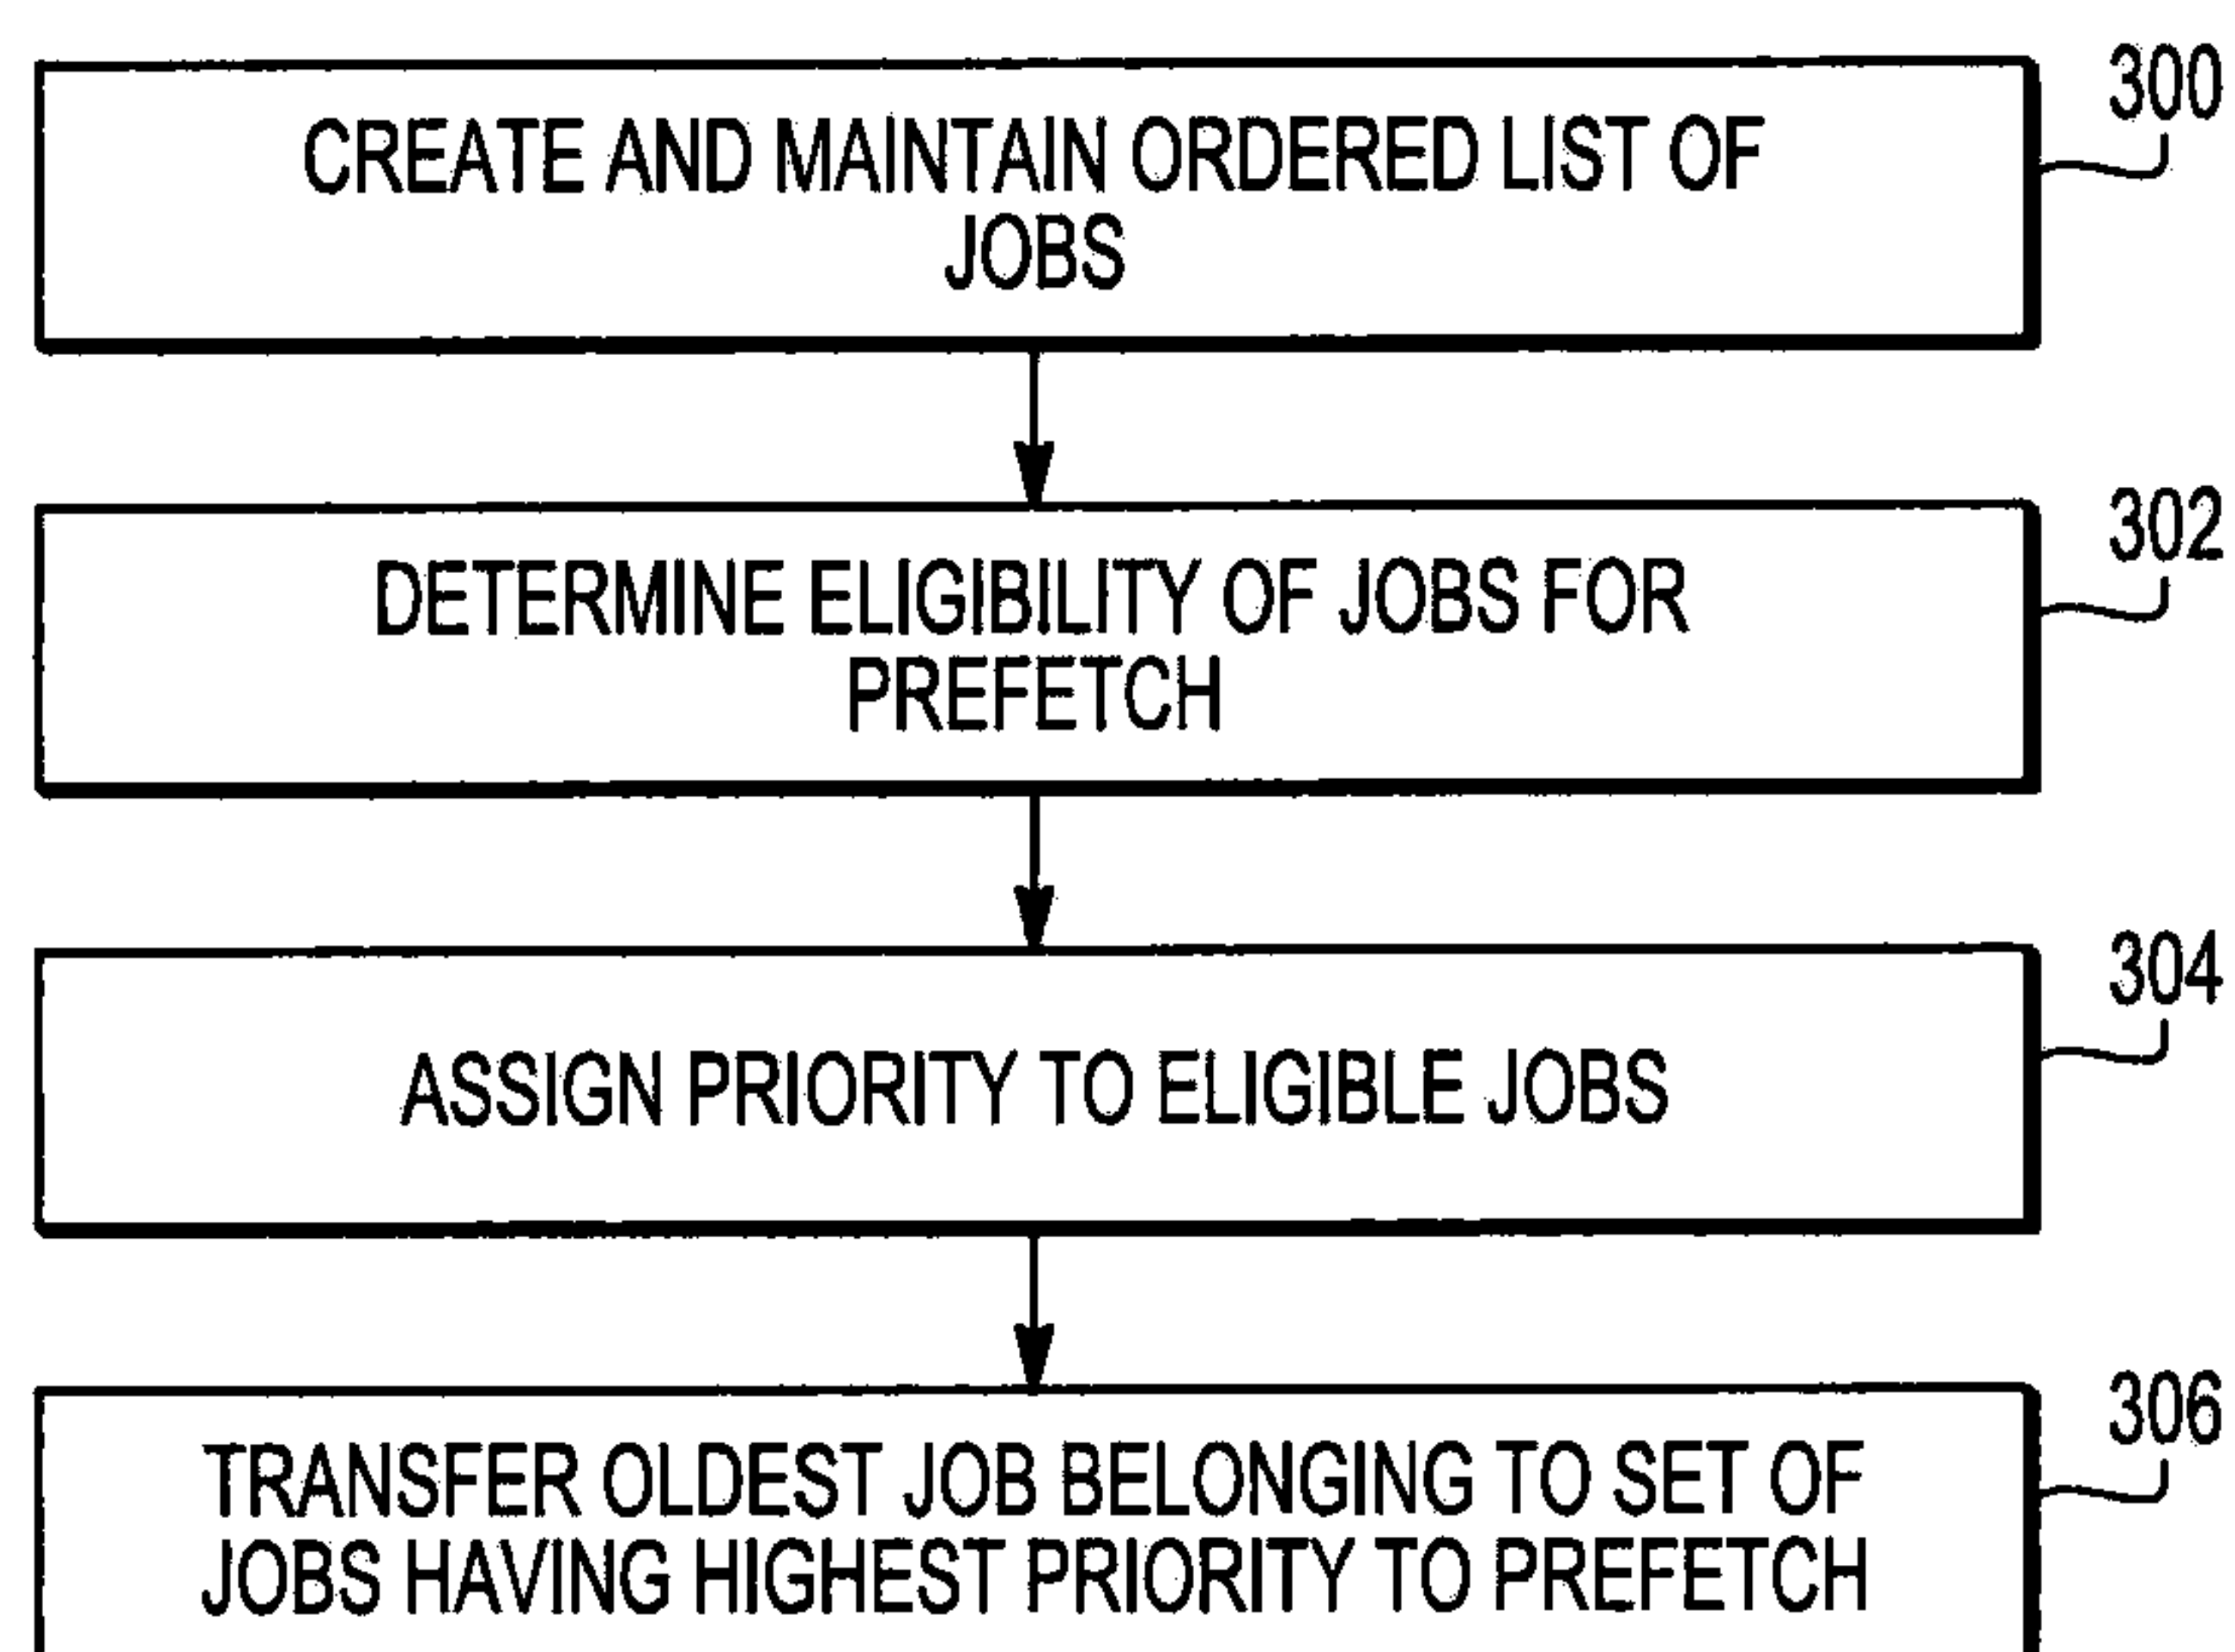 300
CREATE AND MAINTAIN ORDERED LIST OF
JOBS
302
DETERMINE ELIGIBILITY OF JOBS FOR
PREFETCH
304
ASSIGN PRIORITY TO ELIGIBLE JOBS
306
TRANSFER OLDEST JOB BELONGING TO SET OF
JOBS HAVING HIGHEST PRIORITY TO PREFETCH